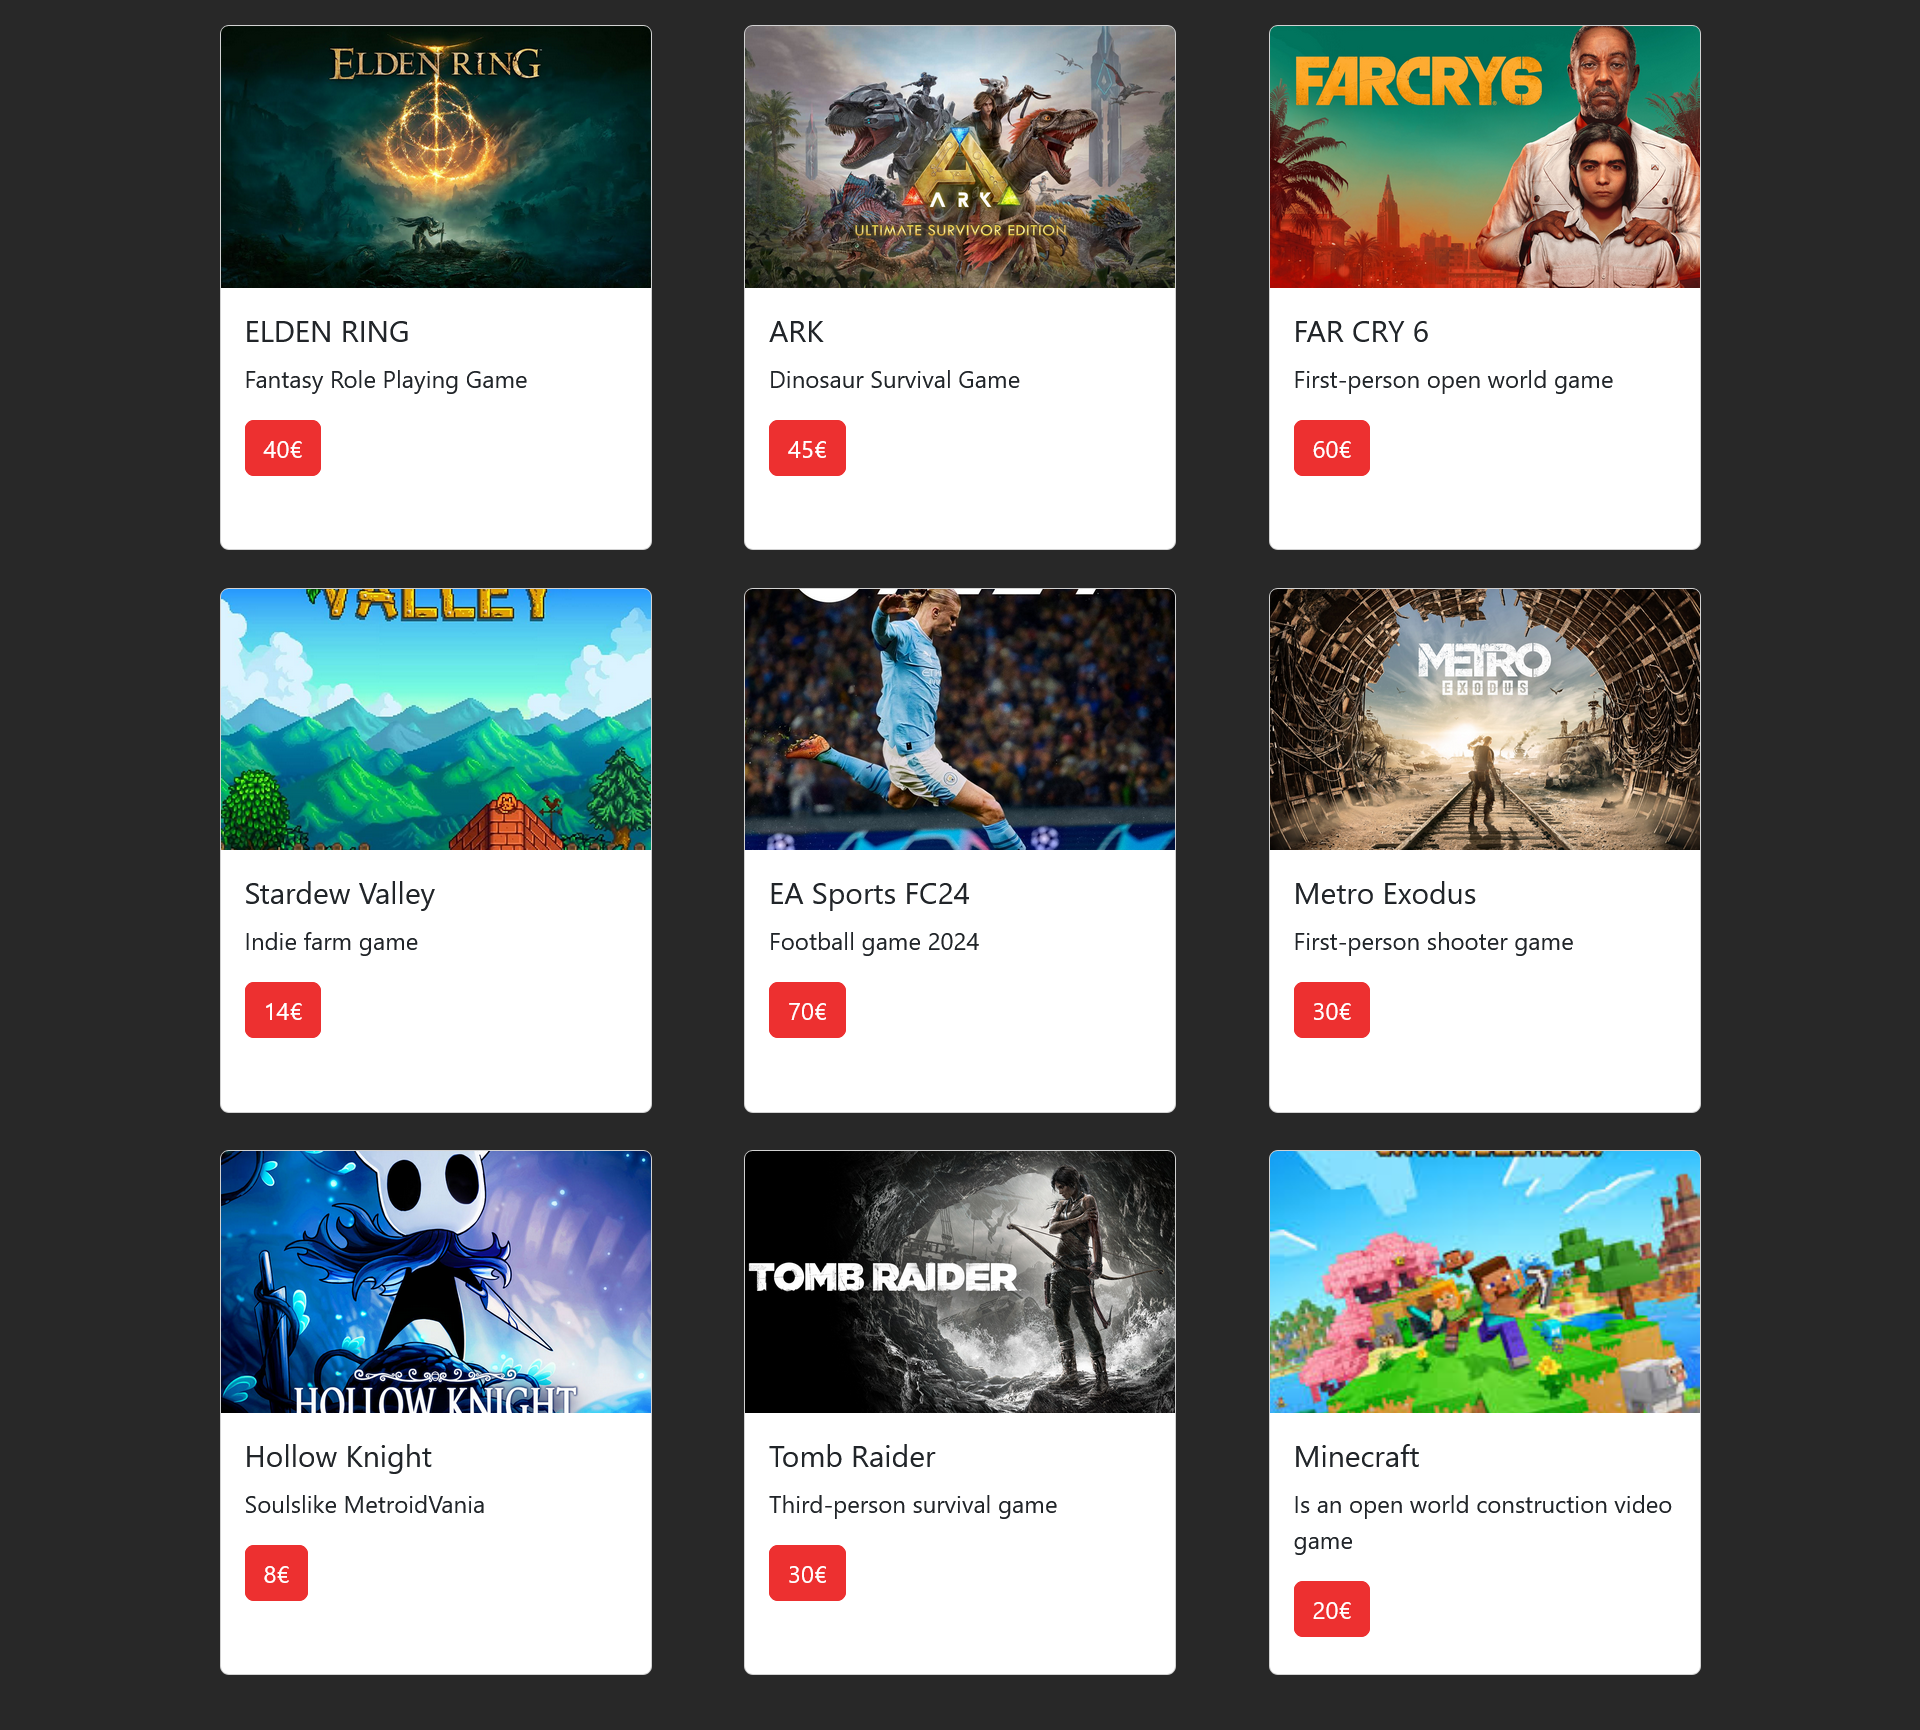 ELDEN RING
ELDEN RING
Fantasy Role Playing Game
40€
ARK
ULTIMATE SURVIVOR EDITION
ARK
Dinosaur Survival Game
45€
FARCRY6
FAR CRY 6
First-person open world game
60€
VALLEY
Stardew Valley
Indie farm game
14€
EA Sports FC24
Football game 2024
70€
METRO
EXODUS
Metro Exodus
First-person shooter game
30€
HOLLOW KNIGHT
Hollow Knight
Soulslike MetroidVania
8€
TOMB RAIDER
Tomb Raider
Third-person survival game
30€
Minecraft
Is an open world construction video
game
20€